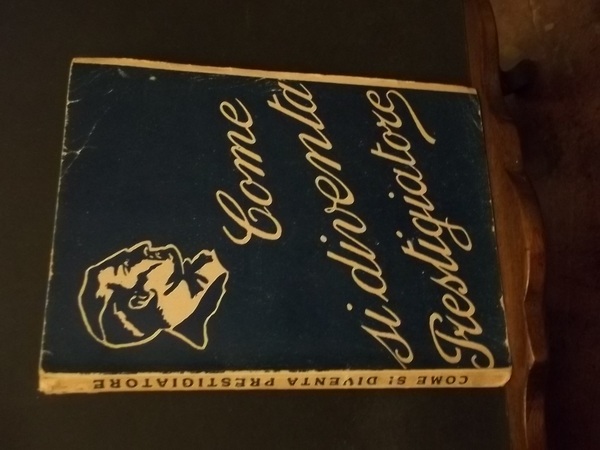 Come
si diventa
Prestigiatore
COME SI DIVENTA PRESTIGIATORE